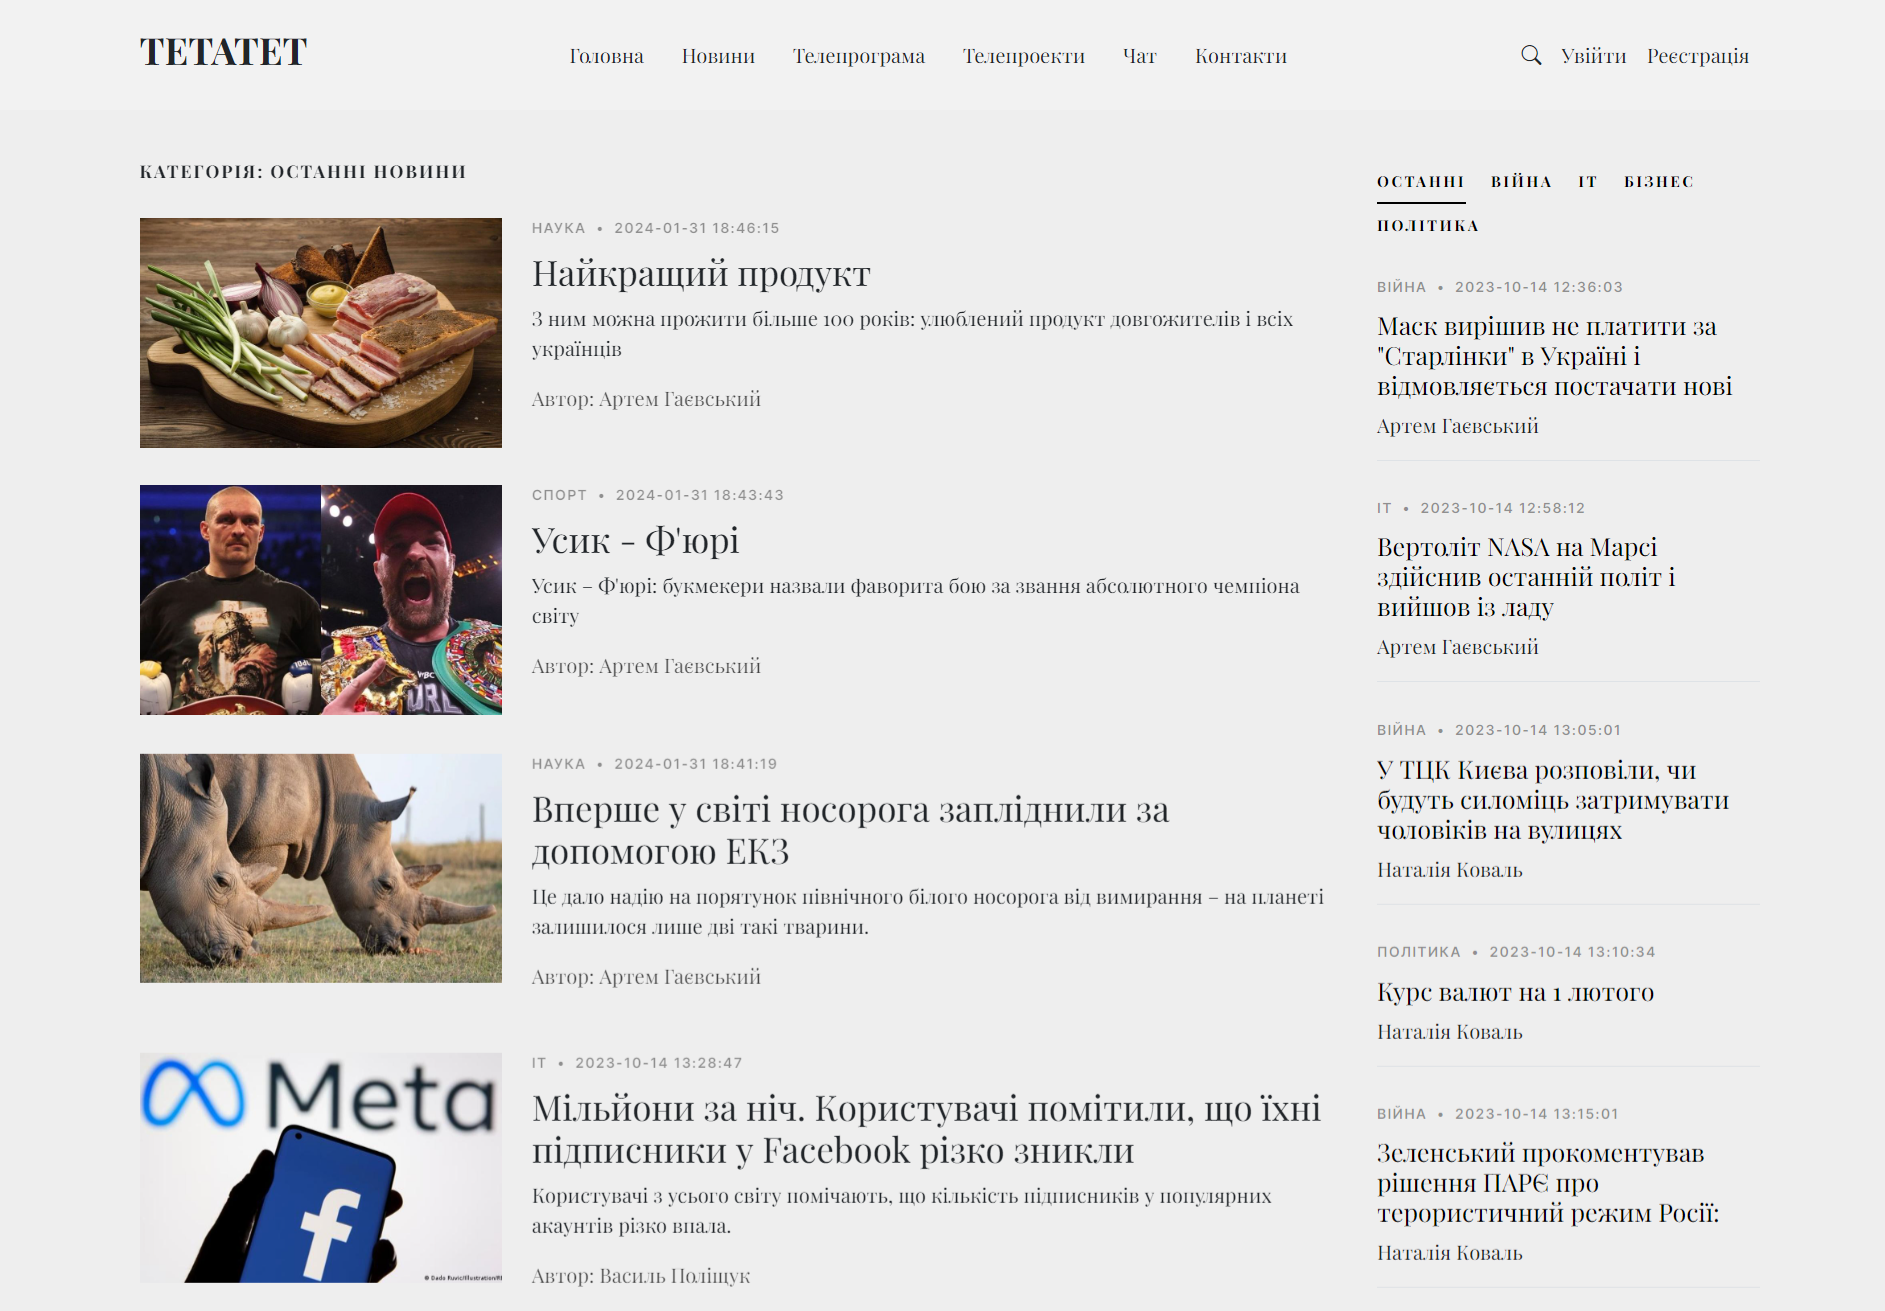 TETATET
Головна Новини Телепрограма Телепроекти Чат Контакти
Увійти Реєстрація
КАТЕГОРІЯ: ОСТАННІ НОВИНИ
НАУКА • 2024-01-31 18:46:15
Найкращий продукт
З ним можна прожити більше 100 років: улюблений продукт довгожителів і всіх
українців
Автор: Артем Гаєвський
СПОРТ • 2024-01-31 18:43:43
Усик - Ф'юрі
Усик – Ф'юрі: букмекери назвали фаворита бою за звання абсолютного чемпіона
світу
Автор: Артем Гаєвський
НАУКА • 2024-01-31 18:41:19
Вперше у світі носорога запліднили за
допомогою ЕКЗ
Це дало надію на порятунок північного білого носорога від вимирання – на планеті
залишилося лише дві такі тварини.
Автор: Артем Гаєвський
Meta
ІТ • 2023-10-14 13:28:47
Мільйони за ніч. Користувачі помітили, що їхні
підписники у Facebook різко зникли
Користувачі з усього світу помічають, що кількість підписників у популярних
акаунтів різко впала.
Автор: Василь Поліщук
ОСТАННІ ВІЙНА ІТ БІЗНЕС
ПОЛІТИКА
ВІЙНА • 2023-10-14 12:36:03
Маск вирішив не платити за
"Старлінки" в Україні і
відмовляється постачати нові
Артем Гаєвський
ІТ • 2023-10-14 12:58:12
Вертоліт NASA на Марсі
здійснив останній політ і
вийшов із ладу
Артем Гаєвський
ВІЙНА • 2023-10-14 13:05:01
У ТЦК Києва розповіли, чи
будуть силоміць затримувати
чоловіків на вулицях
Наталія Коваль
ПОЛІТИКА • 2023-10-14 13:10:34
Курс валют на 1 лютого
Наталія Коваль
ВІЙНА • 2023-10-14 13:15:01
Зеленський прокоментував
рішення ПАРЄ про
терористичний режим Росії:
Наталія Коваль